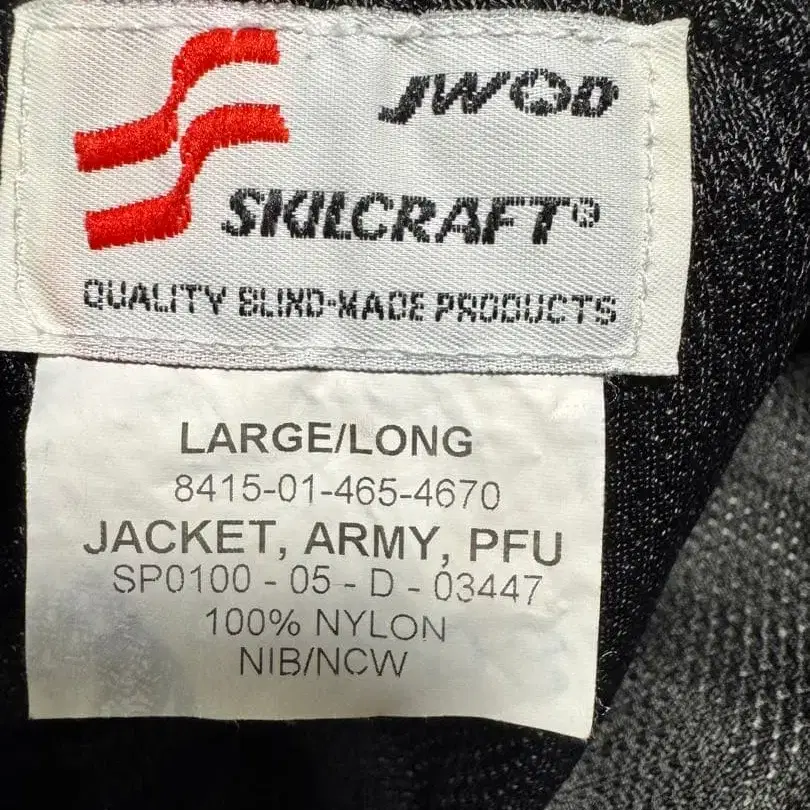 JWOD
SKILCRAFT®
QUALITY BLIND-MADE PRODUCTS
LARGE/LONG
8415-01-465-4670
JACKET, ARMY, PFU
SP0100 - 05 - D - 03447
100% NYLON
NIB/NCW